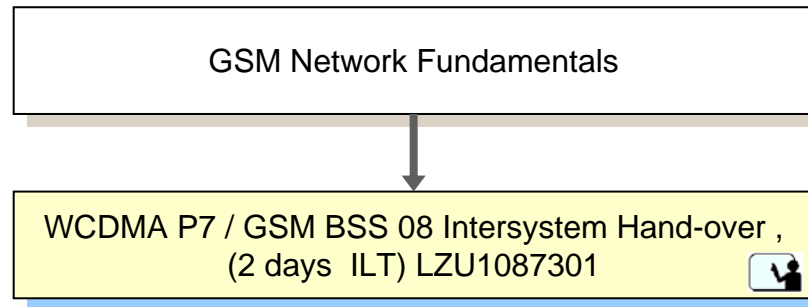 GSM Network Fundamentals
WCDMA P7 / GSM BSS 08 Intersystem Hand-over ,
(2 days  ILT) LZU1087301